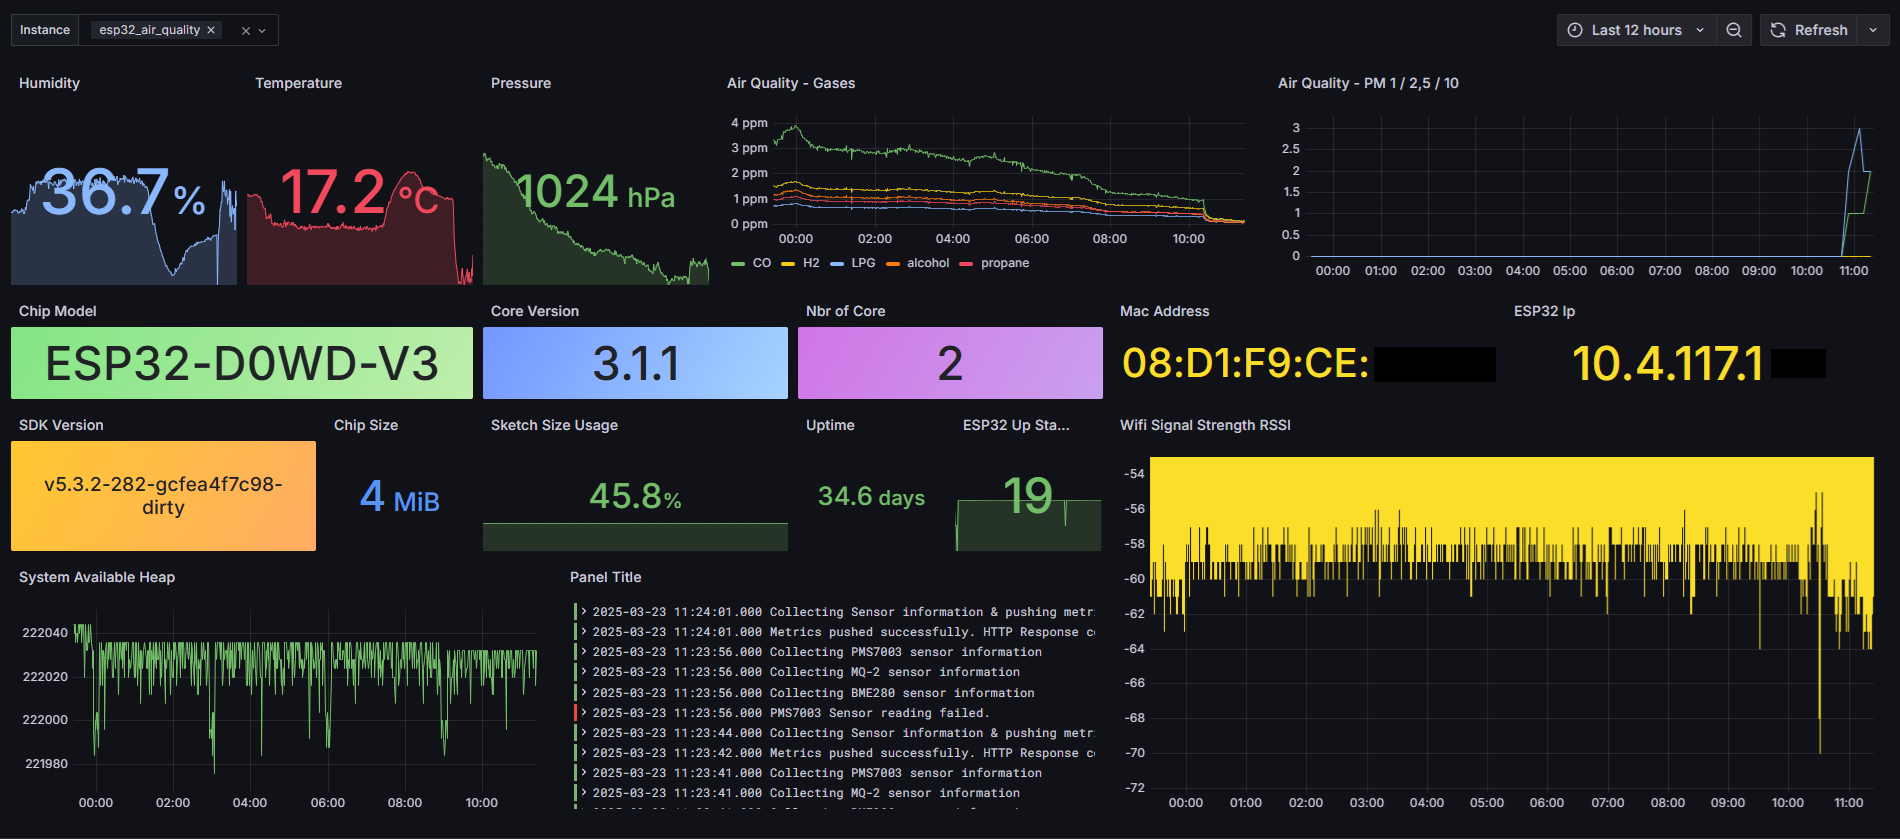 Instance esp32_air_quality Last 12 hours Refresh
Humidity
36.7%
Temperature
17.2 °C
Pressure
1024 hPa
Air Quality - Gases
4 ppm
3 ppm
2 ppm
1 ppm
0 ppm
00:00 02:00 04:00 06:00 08:00 10:00
CO H2 LPG alcohol propane
Air Quality - PM 1 / 2,5 / 10
3
2.5
2
1.5
1
0.5
0
00:00 01:00 02:00 03:00 04:00 05:00 06:00 07:00 08:00 09:00 10:00 11:00
Chip Model
ESP32-D0WD-V3
Core Version
3.1.1
Nbr of Core
2
Mac Address
08:D1:F9:CE:
ESP32 Ip
10.4.117.1
SDK Version
v5.3.2-282-gcfea4f7c98-
dirty
Chip Size
4 MiB
Sketch Size Usage
45.8%
Uptime
34.6 days
ESP32 Up Sta...
19
Wifi Signal Strength RSSI
-54
-56
-58
-60
-62
-64
-66
-68
-70
-72
00:00 01:00 02:00 03:00 04:00 05:00 06:00 07:00 08:00 09:00 10:00 11:00
System Available Heap
222040
222020
222000
221980
00:00 02:00 04:00 06:00 08:00 10:00
Panel Title
2025-03-23 11:24:01.000 Collecting Sensor information & pushing metr
2025-03-23 11:24:01.000 Metrics pushed successfully. HTTP Response c
2025-03-23 11:23:56.000 Collecting PMS7003 sensor information
2025-03-23 11:23:56.000 Collecting MQ-2 sensor information
2025-03-23 11:23:56.000 Collecting BME280 sensor information
2025-03-23 11:23:56.000 PMS7003 Sensor reading failed.
2025-03-23 11:23:44.000 Collecting Sensor information & pushing metr
2025-03-23 11:23:42.000 Metrics pushed successfully. HTTP Response c
2025-03-23 11:23:41.000 Collecting PMS7003 sensor information
2025-03-23 11:23:41.000 Collecting MQ-2 sensor information